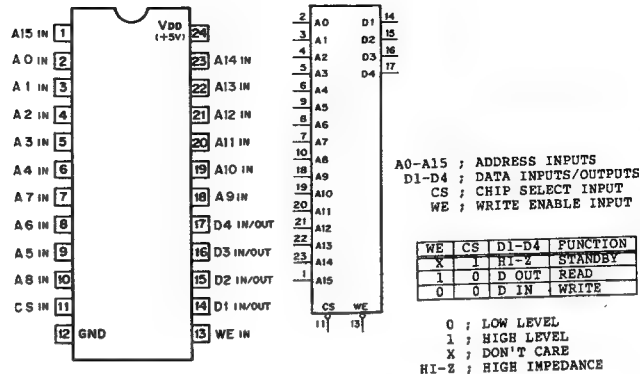 A15 IN 1
A0 IN 2
A1 IN 3
A2 IN 4
A3 IN 5
A4 IN 6
A7 IN 7
A6 IN 8
A5 IN 9
A8 IN 10
CS IN 11
12 GND
VDD (+5V) 24
23 A14 IN
22 A13 IN
21 A12 IN
20 A11 IN
19 A10 IN
18 A9 IN
17 D4 IN/OUT
16 D3 IN/OUT
15 D2 IN/OUT
14 D1 IN/OUT
13 WE IN
2 A0 D1 14
3 A1 D2 15
4 A2 D3 16
5 A3 D4 17
6 A4
9 A5
8 A6
7 A7
10 A8
18 A9
19 A10
20 A11
21 A12
22 A13
23 A14
1 A15
CS WE
11 13
A0-A15 ; ADDRESS INPUTS
D1-D4 ; DATA INPUTS/OUTPUTS
CS ; CHIP SELECT INPUT
WE ; WRITE ENABLE INPUT
WE CS D1-D4 FUNCTION
X 1 HI-Z STANDBY
1 0 D OUT READ
0 0 D IN WRITE
0 ; LOW LEVEL
1 ; HIGH LEVEL
X ; DON'T CARE
HI-Z ; HIGH IMPEDANCE